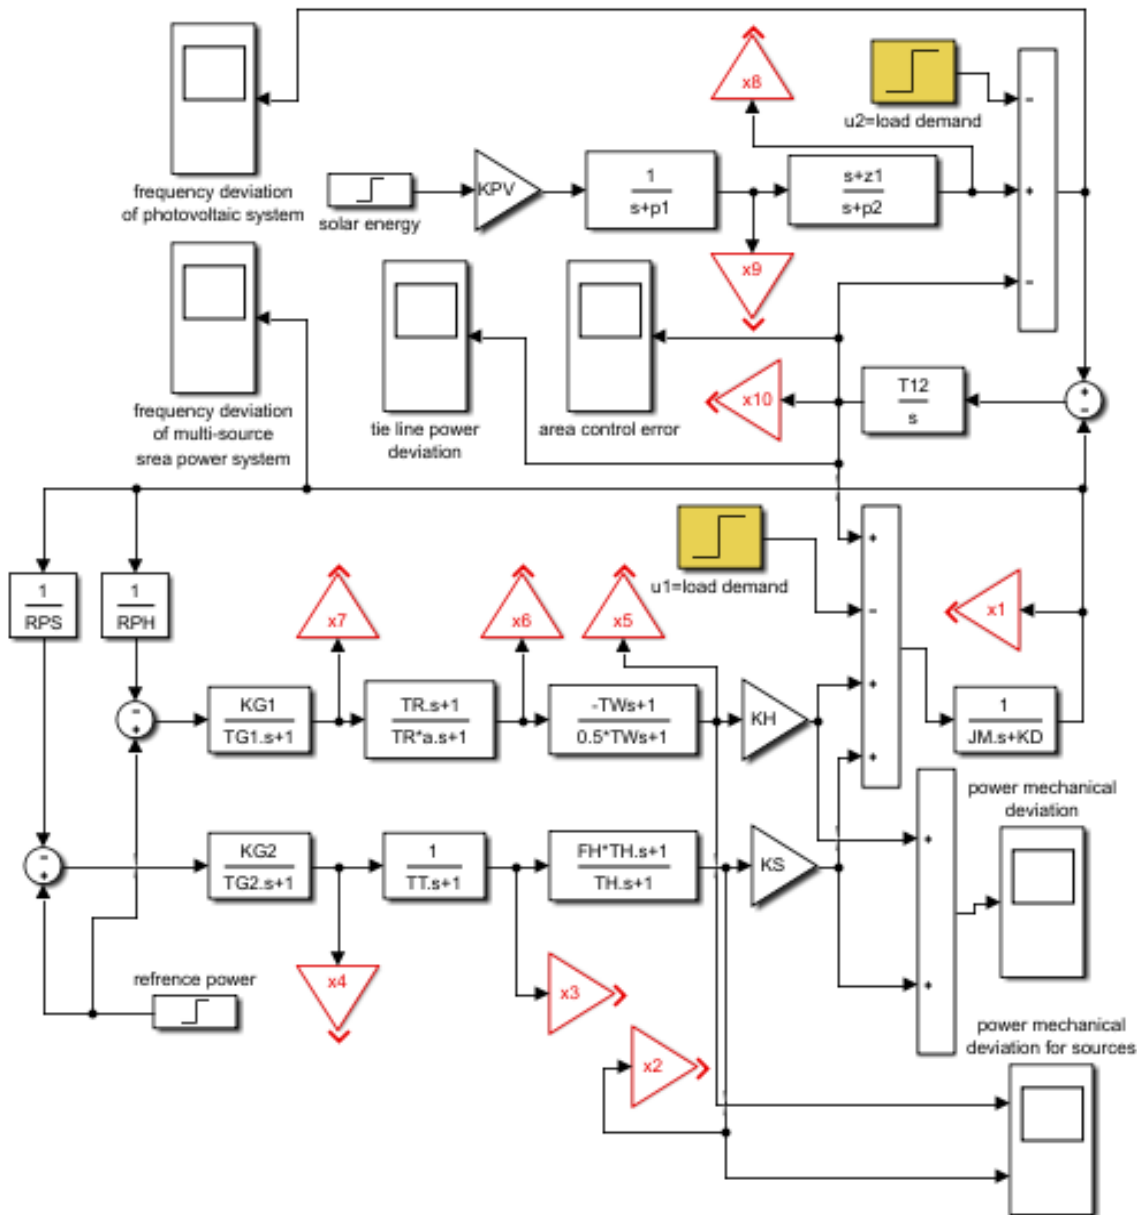 x8
u2=load demand
-
frequency deviation
of photovoltaic system
solar energy
KPV
1
s+p1
s+z1
s+p2
+
x9
-
frequency deviation
of multi-source
srea power system
tie line power
deviation
area control error
x10
T12
s
+
-
1
RPS
1
RPH
u1=load demand
+
-
x7
x6
x5
x1
-
+
KG1
TG1.s+1
TR.s+1
TR*a.s+1
-TWs+1
0.5*TWs+1
KH
+
+
1
JM.s+KD
power mechanical
deviation
-
+
KG2
TG2.s+1
1
TT.s+1
FH*TH.s+1
TH.s+1
KS
+
+
refrence power
x4
x3
x2
power mechanical
deviation for sources